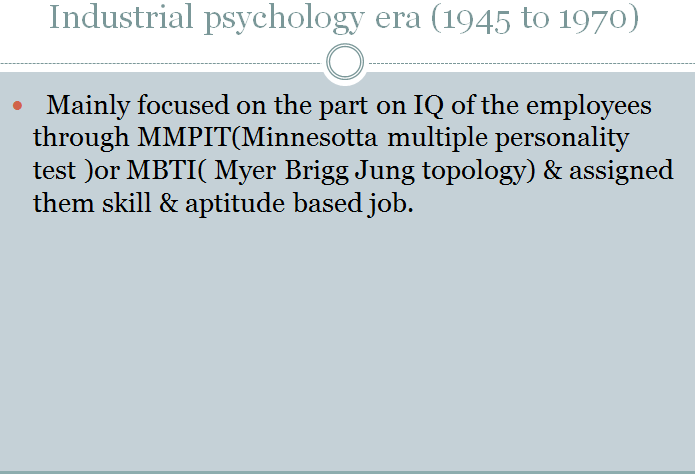 Industrial psychology era (1945 to 1970)
• Mainly focused on the part on IQ of the employees
through MMPIT(Minnesotta multiple personality
test )or MBTI( Myer Brigg Jung topology) & assigned
them skill & aptitude based job.